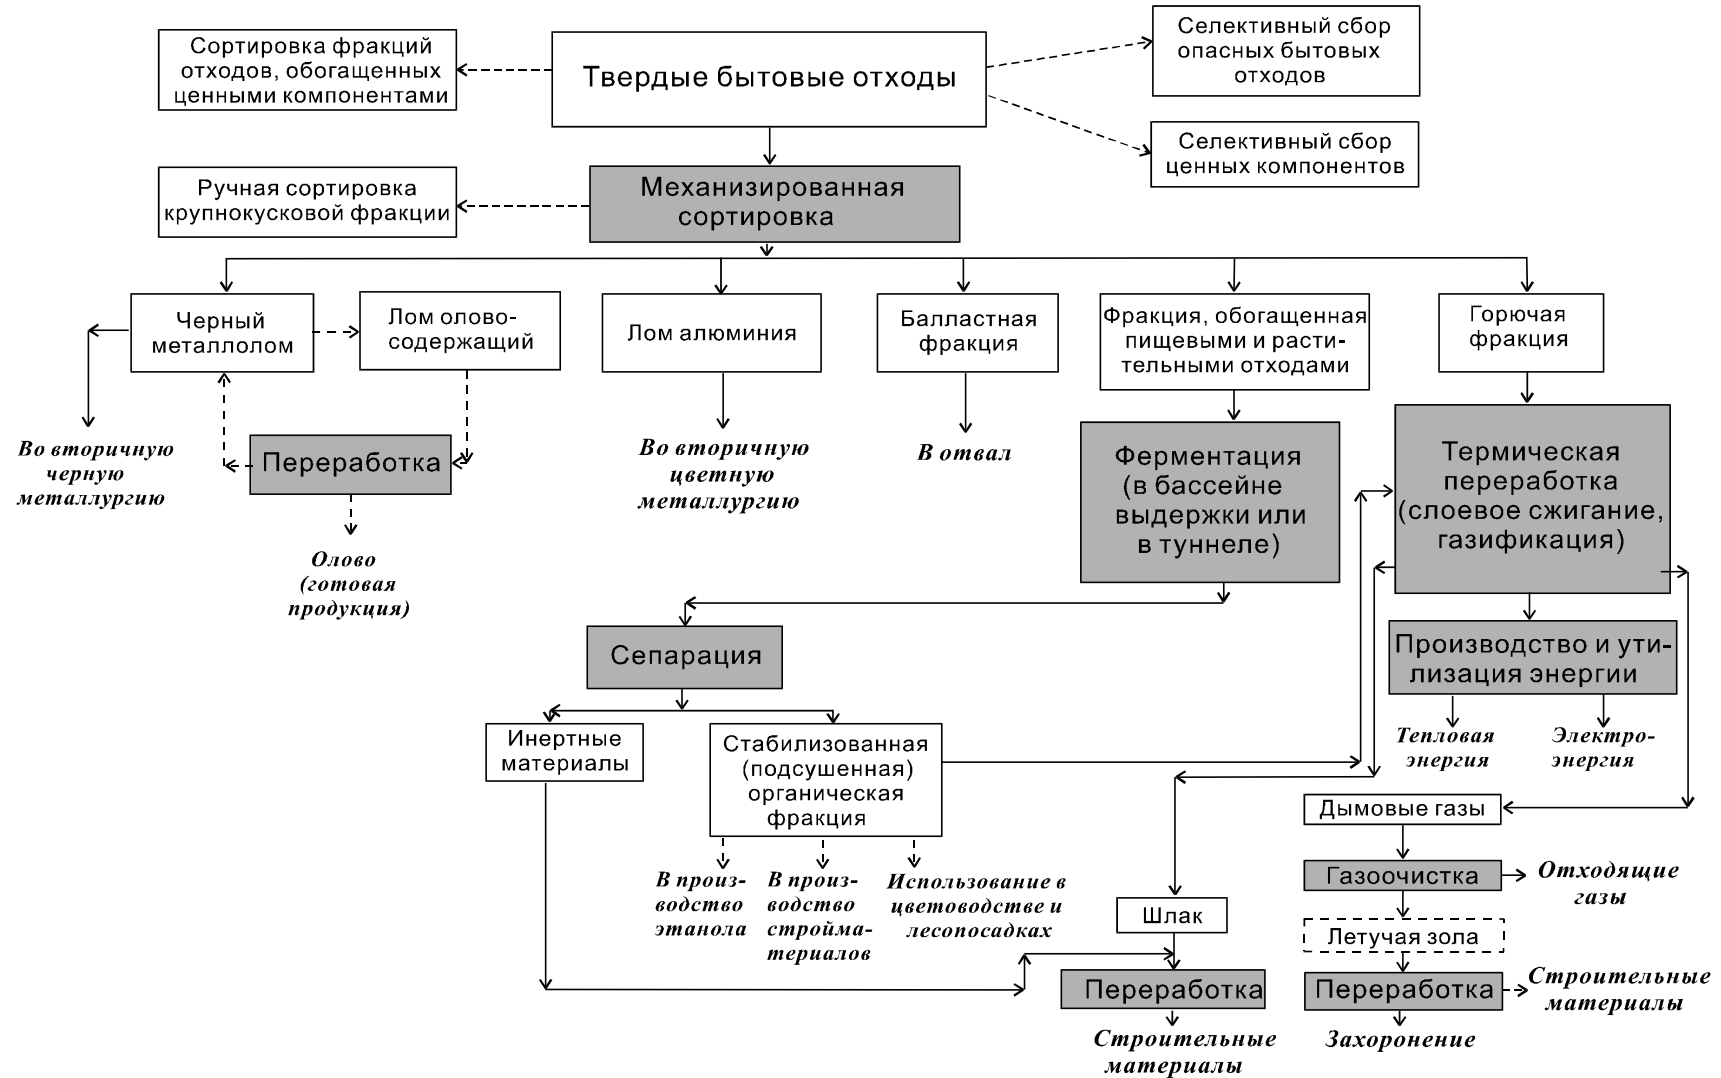 Сортировка фракций
отходов, обогащенных
ценными компонентами
Твердые бытовые отходы
Селективный сбор
опасных бытовых
отходов
Селективный сбор
ценных компонентов
Ручная сортировка
крупнокусковой фракции
Механизированная
сортировка
Черный
металлолом
Лом олово-
содержащий
Лом алюминия
Балластная
фракция
Фракция, обогащенная
пищевыми и расти-
тельными отходами
Горючая
фракция
Во вторичную
черную
металлургию
Переработка
Олово
(готовая
продукция)
Во вторичную
цветную
металлургию
В отвал
Ферментация
(в бассейне
выдержки или
в туннеле)
Термическая
переработка
(слоевое сжигание,
газификация)
Сепарация
Производство и ути-
лизация энергии
Тепловая
энергия
Электро-
энергия
Инертные
материалы
Стабилизованная
(подсушенная)
органическая
фракция
В произ-
водство
этанола
В произ-
водство
стройма-
териалов
Использование в
цветоводстве и
лесопосадках
Дымовые газы
Газоочистка
Отходящие
газы
Шлак
Летучая зола
Переработка
Строительные
материалы
Переработка
Строительные
материалы
Захоронение